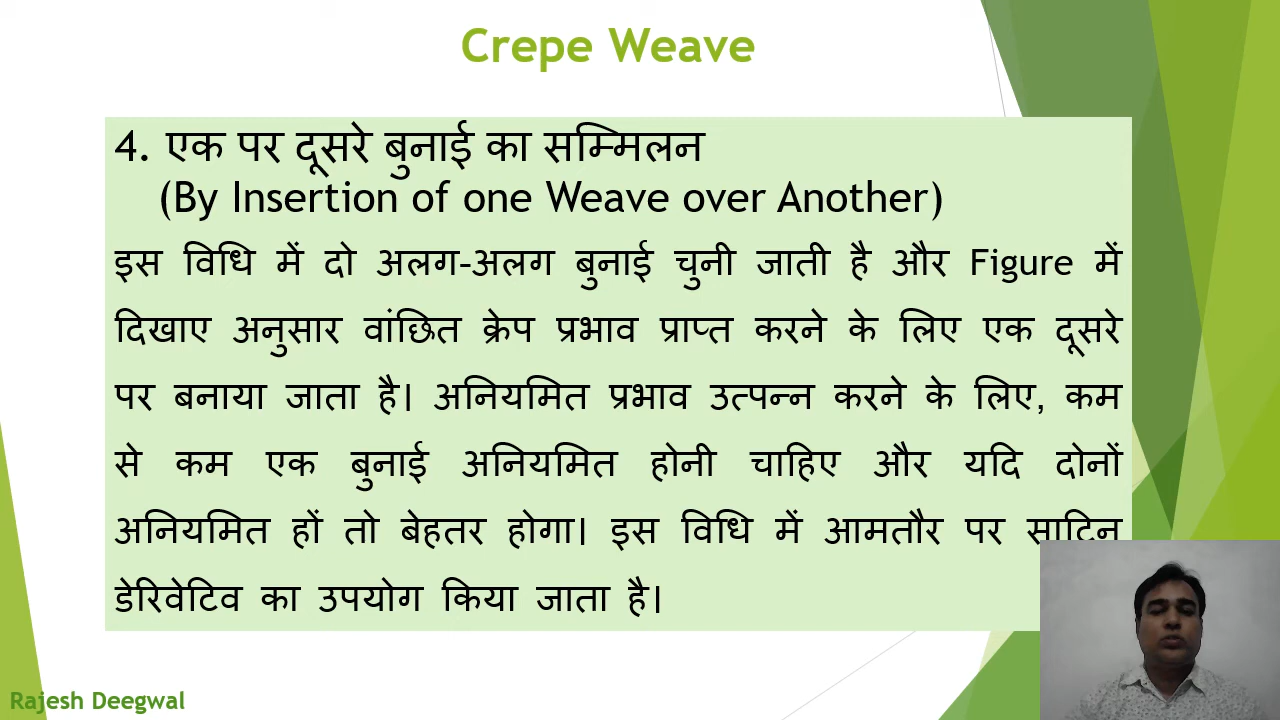 Crepe Weave
4. एक पर दूसरे बुनाई का सम्मिलन
(By Insertion of one Weave over Another)
इस विधि में दो अलग-अलग बुनाई चुनी जाती है और Figure में
दिखाए अनुसार वांछित क्रेप प्रभाव प्राप्त करने के लिए एक दूसरे
पर बनाया जाता है। अनियमित प्रभाव उत्पन्न करने के लिए, कम
से कम एक बुनाई अनियमित होनी चाहिए और यदि दोनों
अनियमित हों तो बेहतर होगा। इस विधि में आमतौर पर साटिन
डेरिवेटिव का उपयोग किया जाता है।
Rajesh Deegwal